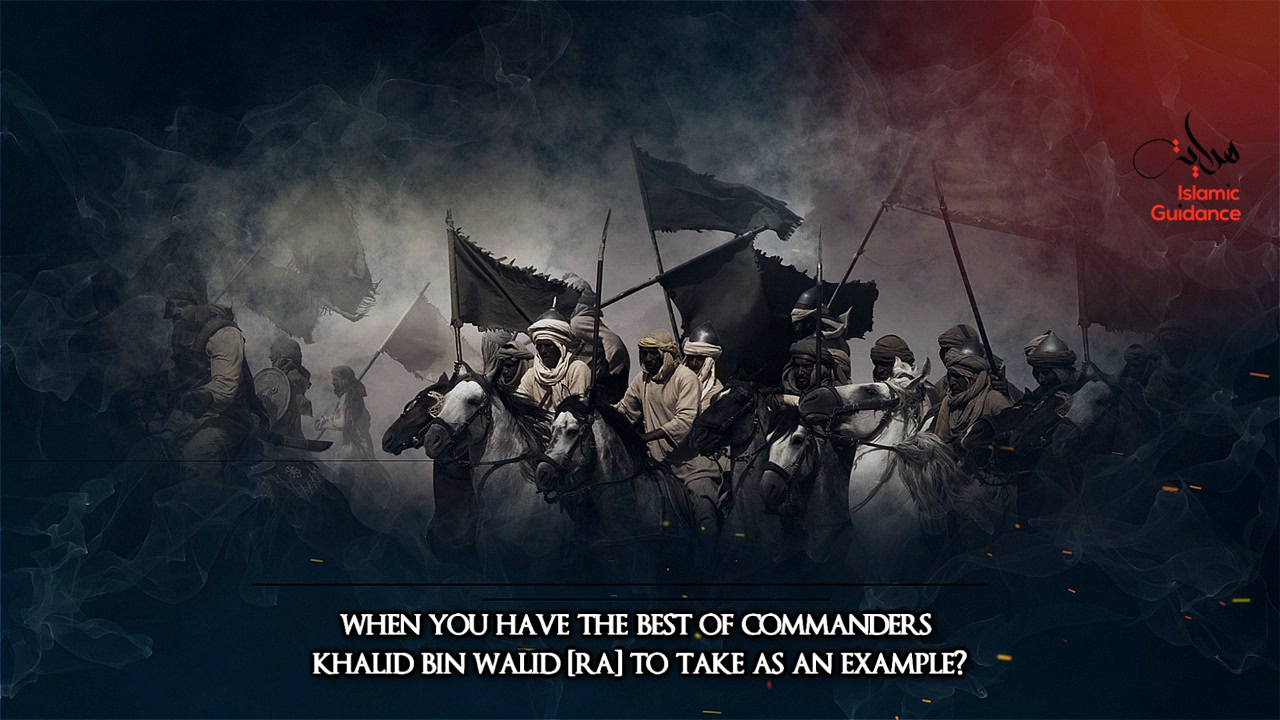 هداية
Islamic
Guidance
WHEN YOU HAVE THE BEST OF COMMANDERS
KHALID BIN WALID [RA] TO TAKE AS AN EXAMPLE?